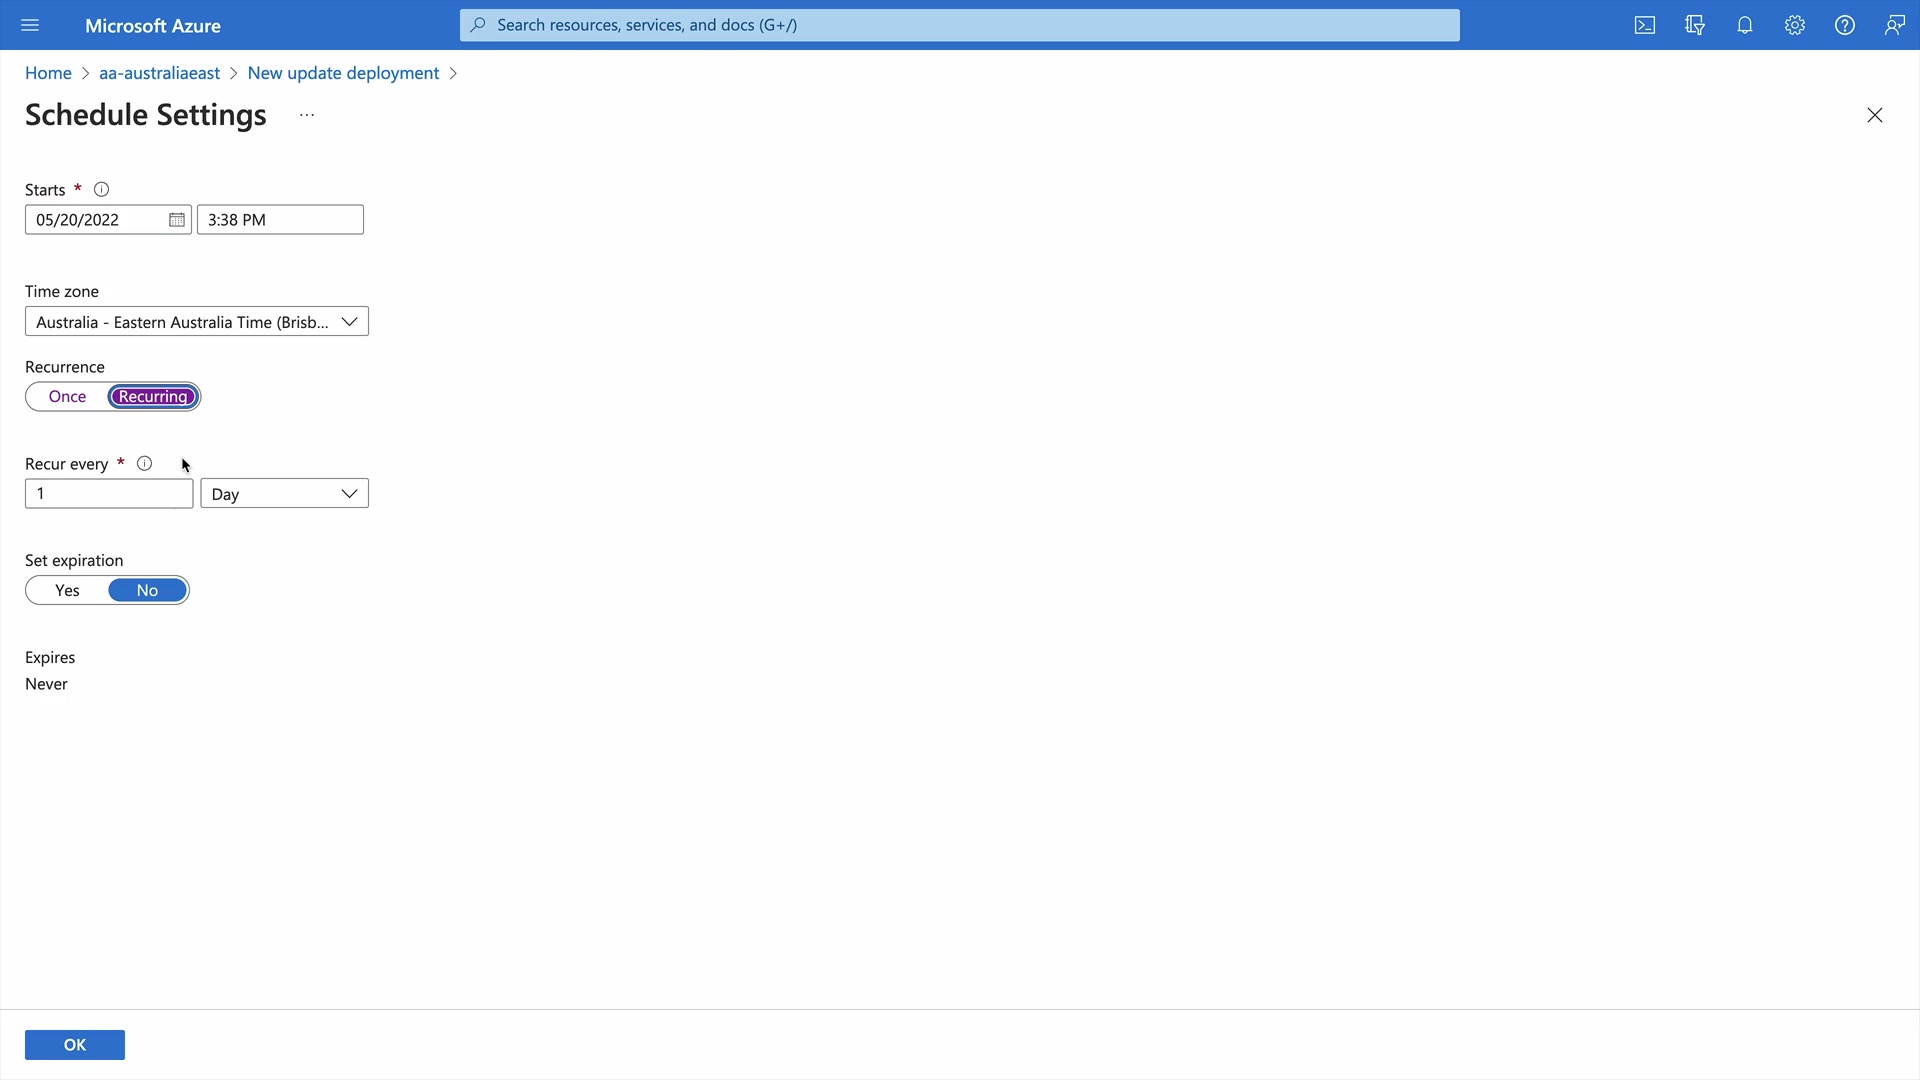 Microsoft Azure
Search resources, services, and docs (G+/)
Home > aa-australiaeast > New update deployment >
Schedule Settings ...
Starts *
05/20/2022 3:38 PM
Time zone
Australia - Eastern Australia Time (Brisb...
Recurrence
Once Recurring
Recur every *
1 Day
Set expiration
Yes No
Expires
Never
OK